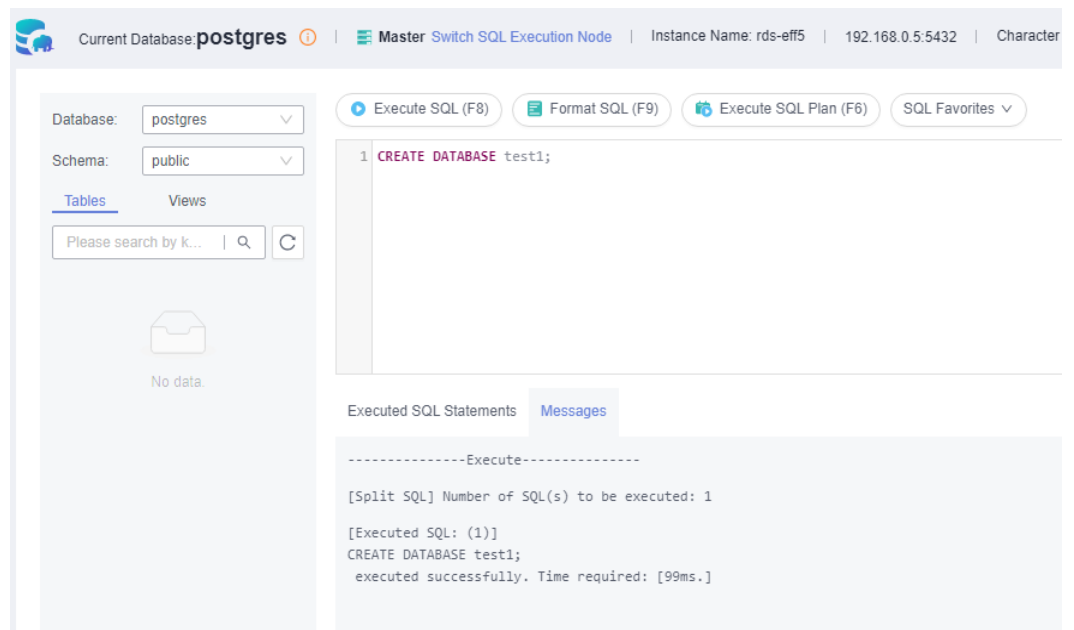 Current Database:postgres | Master Switch SQL Execution Node | Instance Name: rds-eff5 | 192.168.0.5:5432 | Character
Database: postgres
Schema: public
Tables Views
Please search by k... |
No data.
Execute SQL (F8) Format SQL (F9) Execute SQL Plan (F6) SQL Favorites
1 CREATE DATABASE test1;
Executed SQL Statements Messages
---------------Execute---------------
[Split SQL] Number of SQL(s) to be executed: 1
[Executed SQL: (1)]
CREATE DATABASE test1;
executed successfully. Time required: [99ms.]